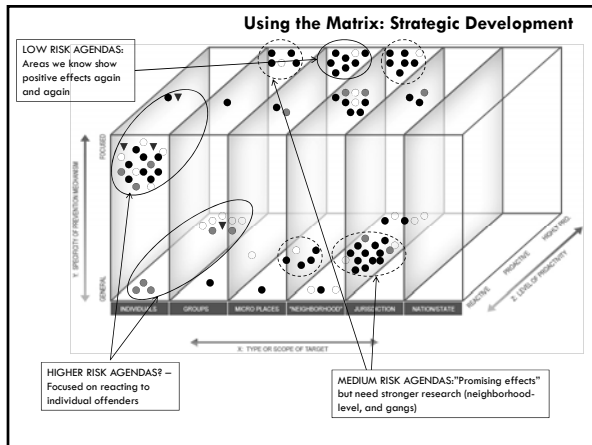 Using the Matrix: Strategic Development
LOW RISK AGENDAS:
Areas we know show
positive effects again
and again
FOCUSED
Y: SPECIFICITY OF PREVENTION MECHANISM
GENERAL
INDIVIDUALS
GROUPS
MICRO PLACES
"NEIGHBORHOOD"
JURISDICTION
NATION/STATE
REACTIVE
PROACTIVE
HIGHLY PRO.
Z: LEVEL OF PROACTIVITY
X: TYPE OR SCOPE OF TARGET
HIGHER RISK AGENDAS? –
Focused on reacting to
individual offenders
MEDIUM RISK AGENDAS:"Promising effects"
but need stronger research (neighborhood-
level, and gangs)